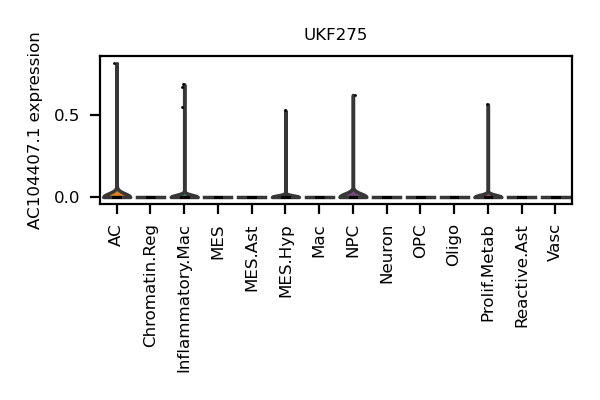 UKF275
AC104407.1 expression
0.5
0.0
AC
Chromatin.Reg
Inflammatory.Mac
MES
MES.Ast
MES.Hyp
Mac
NPC
Neuron
OPC
Oligo
Prolif.Metab
Reactive.Ast
Vasc